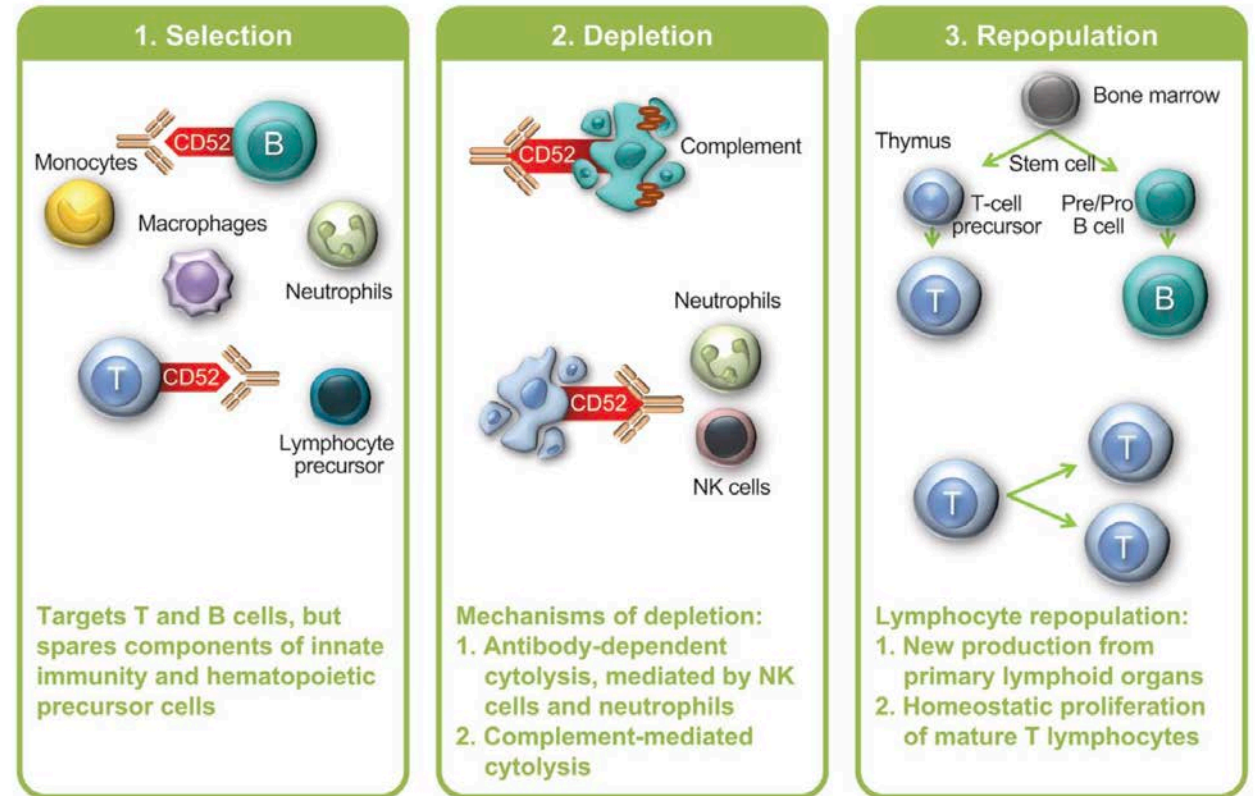 1. Selection
CD52
B
Monocytes
Macrophages
Neutrophils
T
CD52
Lymphocyte
precursor
Targets T and B cells, but
spares components of innate
immunity and hematopoietic
precursor cells
2. Depletion
CD52
Complement
Neutrophils
CD52
NK cells
Mechanisms of depletion:
1. Antibody-dependent
cytolysis, mediated by NK
cells and neutrophils
2. Complement-mediated
cytolysis
3. Repopulation
Bone marrow
Thymus
Stem cell
T-cell
precursor
Pre/Pro
B cell
T
B
T
T
T
Lymphocyte repopulation:
1. New production from
primary lymphoid organs
2. Homeostatic proliferation
of mature T lymphocytes